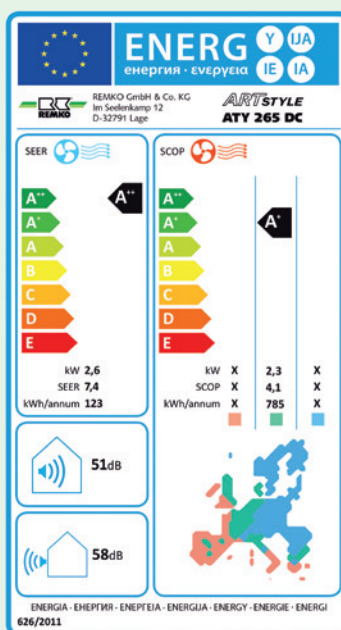 ENERG
енергия · ενεργεια
Y IJA
IE IA
REMKO
REMKO GmbH & Co. KG
Im Seelenkamp 12
D-32791 Lage
ARTSTYLE
ATY 265 DC
SEER
A++
A++
A+
A
B
C
D
E
kW 2,6
SEER 7,4
kWh/annum 123
SCOP
A++
A+
A+
A
B
C
D
E
kW X 2,3 X
SCOP X 4,1 X
kWh/annum X 785 X
51dB
58dB
ENERGIA · ЕНЕРГИЯ · ΕΝΕΡΓΕΙΑ · ENERGIJA · ENERGY · ENERGIE · ENERGI
626/2011